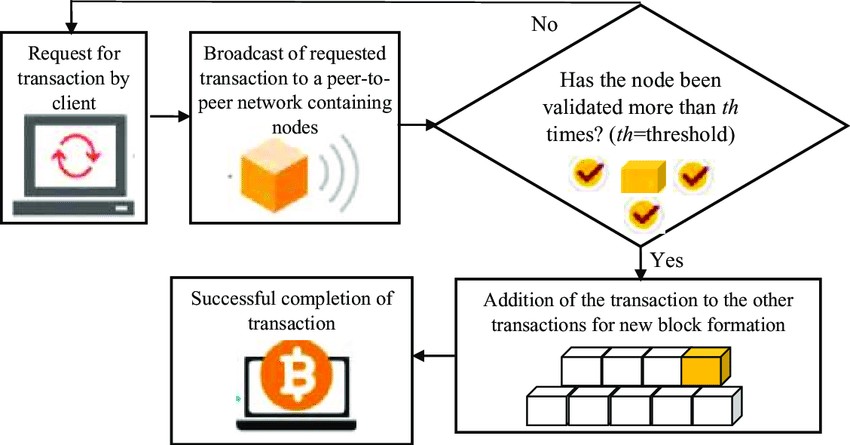 Request for
transaction by
client
Broadcast of requested
transaction to a peer-to-
peer network containing
nodes
No
Has the node been
validated more than th
times? (th=threshold)
Yes
Addition of the transaction to the other
transactions for new block formation
Successful completion of
transaction